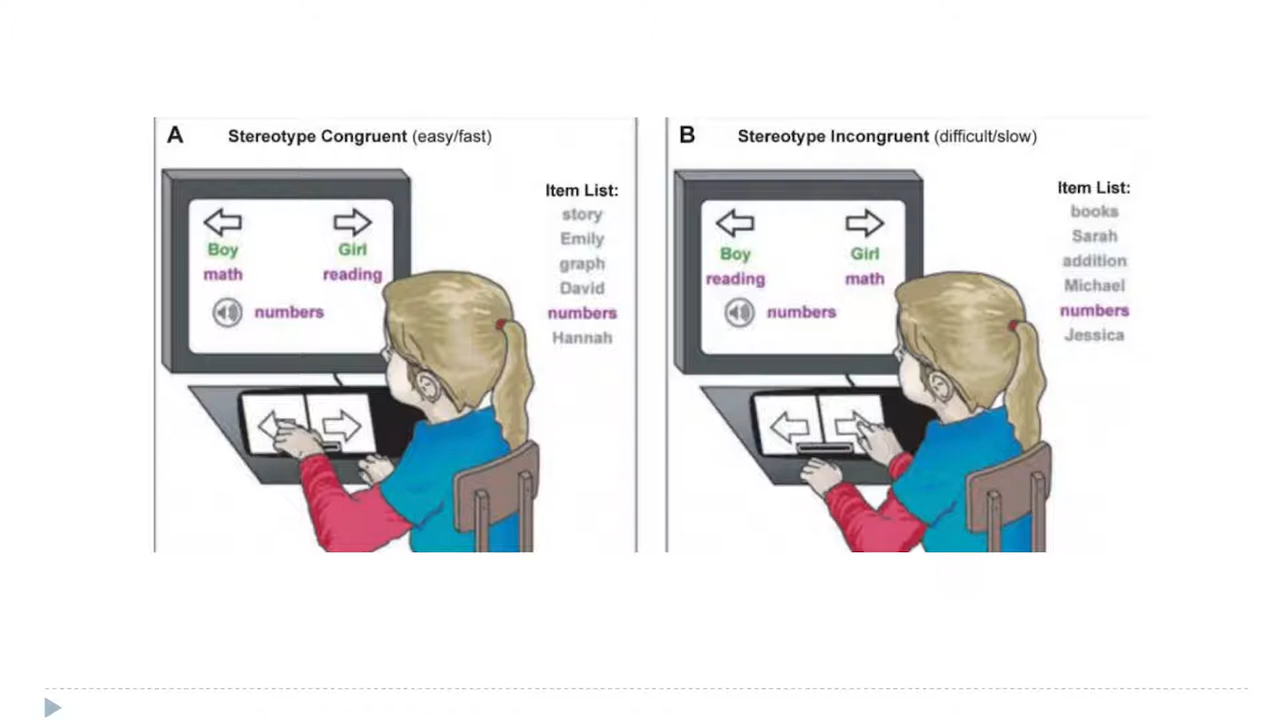 A Stereotype Congruent (easy/fast)
Item List:
story
Emily
graph
David
numbers
Hannah
Boy Girl
math reading
numbers
B Stereotype Incongruent (difficult/slow)
Item List:
books
Sarah
addition
Michael
numbers
Jessica
Boy Girl
reading math
numbers